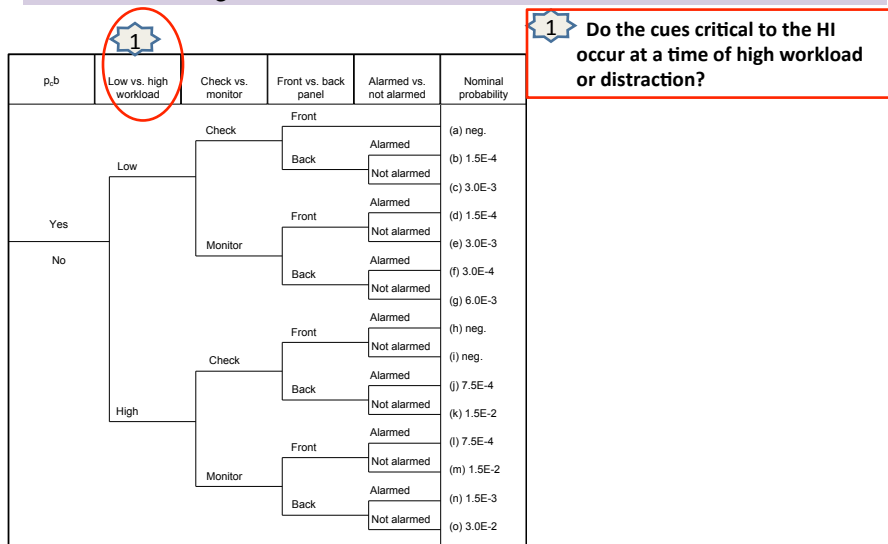 1
1 Do the cues critical to the HI
occur at a time of high workload
or distraction?
pcb
Low vs. high
workload
Check vs.
monitor
Front vs. back
panel
Alarmed vs.
not alarmed
Nominal
probability
Front
Check
(a) neg.
Alarmed
Back
(b) 1.5E-4
Low
Not alarmed
(c) 3.0E-3
Alarmed
Front
(d) 1.5E-4
Yes
Not alarmed
Monitor
(e) 3.0E-3
No
Alarmed
Back
(f) 3.0E-4
Not alarmed
(g) 6.0E-3
Alarmed
Front
(h) neg.
Not alarmed
Check
(i) neg.
Alarmed
Back
(j) 7.5E-4
High
Not alarmed
(k) 1.5E-2
Alarmed
Front
(l) 7.5E-4
Not alarmed
Monitor
(m) 1.5E-2
Alarmed
Back
(n) 1.5E-3
Not alarmed
(o) 3.0E-2